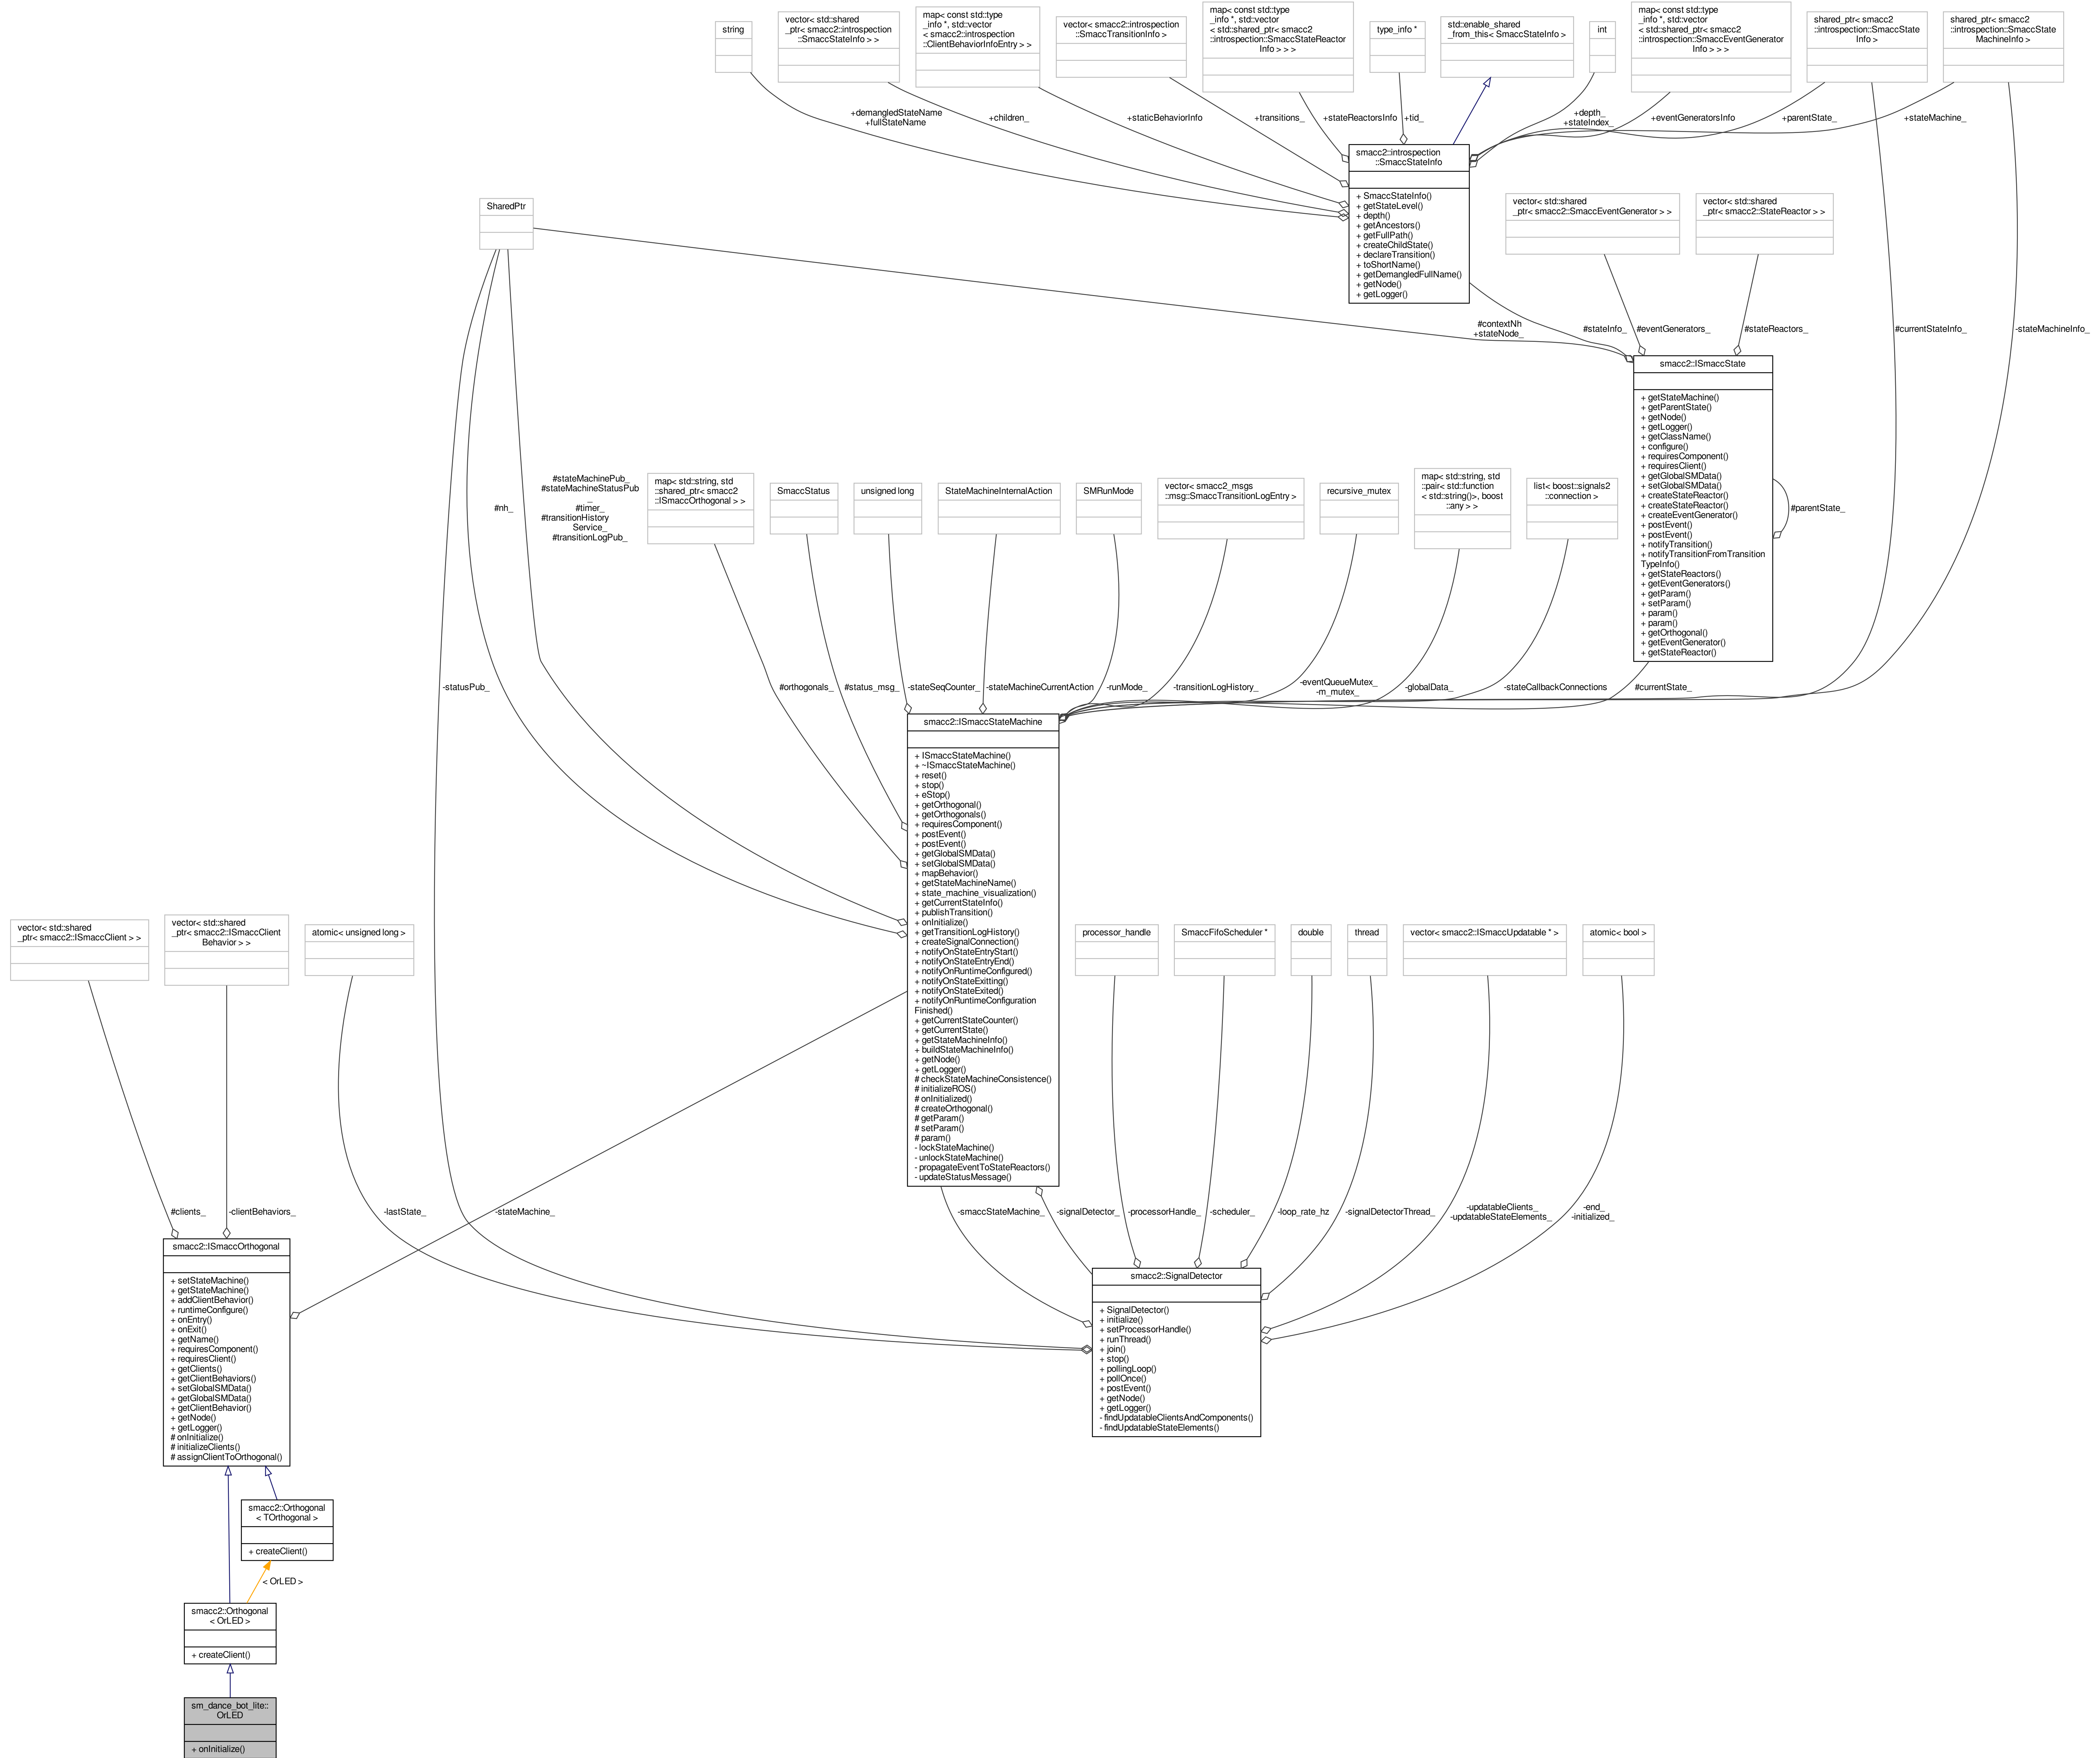 string
vector< std::shared
_ptr< smacc2::introspection
::SmaccStateInfo > >
map< const std::type
_info *, std::vector
< smacc2::introspection
::ClientBehaviorInfoEntry > >
vector< smacc2::introspection
::SmaccTransitionInfo >
map< const std::type
_info *, std::vector
< std::shared_ptr< smacc2
::introspection::SmaccStateReactor
Info > > >
type_info *
std::enable_shared
_from_this< SmaccStateInfo >
int
map< const std::type
_info *, std::vector
< std::shared_ptr< smacc2
::introspection::SmaccEventGenerator
Info > > >
shared_ptr< smacc2
::introspection::SmaccState
Info >
shared_ptr< smacc2
::introspection::SmaccState
MachineInfo >
+demangledStateName
+fullStateName
+children_
+staticBehaviorInfo
+transitions_
+stateReactorsInfo
+tid_
+depth_
+stateIndex_
+eventGeneratorsInfo
+parentState_
+stateMachine_
smacc2::introspection
::SmaccStateInfo
+ SmaccStateInfo()
+ getStateLevel()
+ depth()
+ getAncestors()
+ getFullPath()
+ createChildState()
+ declareTransition()
+ toShortName()
+ getDemangledFullName()
+ getNode()
+ getLogger()
SharedPtr
vector< std::shared
_ptr< smacc2::SmaccEventGenerator > >
vector< std::shared
_ptr< smacc2::StateReactor > >
#contextNh
+stateNode_
#stateInfo_
#eventGenerators_
#stateReactors_
#currentStateInfo_
-stateMachineInfo_
smacc2::ISmaccState
+ getStateMachine()
+ getParentState()
+ getNode()
+ getLogger()
+ getClassName()
+ configure()
+ requiresComponent()
+ requiresClient()
+ getGlobalSMData()
+ setGlobalSMData()
+ createStateReactor()
+ createStateReactor()
+ createEventGenerator()
+ postEvent()
+ postEvent()
+ notifyTransition()
+ notifyTransitionFromTransition
TypeInfo()
+ getStateReactors()
+ getEventGenerators()
+ getParam()
+ setParam()
+ param()
+ param()
+ getOrthogonal()
+ getEventGenerator()
+ getStateReactor()
#parentState_
#nh_
#stateMachinePub_
#stateMachineStatusPub
_
#timer_
#transitionHistory
Service_
#transitionLogPub_
map< std::string, std
::shared_ptr< smacc2
::ISmaccOrthogonal > >
SmaccStatus
unsigned long
StateMachineInternalAction
SMRunMode
vector< smacc2_msgs
::msg::SmaccTransitionLogEntry >
recursive_mutex
map< std::string, std
::pair< std::function
< std::string()>, boost
::any > >
list< boost::signals2
::connection >
-statusPub_
#orthogonals_
#status_msg_
-stateSeqCounter_
-stateMachineCurrentAction
-runMode_
-transitionLogHistory_
-eventQueueMutex_
-m_mutex_
-globalData_
-stateCallbackConnections
#currentState_
smacc2::ISmaccStateMachine
+ ISmaccStateMachine()
+ ~ISmaccStateMachine()
+ reset()
+ stop()
+ eStop()
+ getOrthogonal()
+ getOrthogonals()
+ requiresComponent()
+ postEvent()
+ postEvent()
+ getGlobalSMData()
+ setGlobalSMData()
+ mapBehavior()
+ getStateMachineName()
+ state_machine_visualization()
+ getCurrentStateInfo()
+ publishTransition()
+ onInitialize()
+ getTransitionLogHistory()
+ createSignalConnection()
+ notifyOnStateEntryStart()
+ notifyOnStateEntryEnd()
+ notifyOnRuntimeConfigured()
+ notifyOnStateExitting()
+ notifyOnStateExited()
+ notifyOnRuntimeConfiguration
Finished()
+ getCurrentStateCounter()
+ getCurrentState()
+ getStateMachineInfo()
+ buildStateMachineInfo()
+ getNode()
+ getLogger()
# checkStateMachineConsistence()
# initializeROS()
# onInitialized()
# createOrthogonal()
# getParam()
# setParam()
# param()
- lockStateMachine()
- unlockStateMachine()
- propagateEventToStateReactors()
- updateStatusMessage()
vector< std::shared
_ptr< smacc2::ISmaccClient > >
vector< std::shared
_ptr< smacc2::ISmaccClient
Behavior > >
atomic< unsigned long >
processor_handle
SmaccFifoScheduler *
double
thread
vector< smacc2::ISmaccUpdatable * >
atomic< bool >
#clients_
-clientBehaviors_
-lastState_
-stateMachine_
-smaccStateMachine_
-signalDetector_
-processorHandle_
-scheduler_
-loop_rate_hz
-signalDetectorThread_
-updatableClients_
-updatableStateElements_
-end_
-initialized_
smacc2::ISmaccOrthogonal
+ setStateMachine()
+ getStateMachine()
+ addClientBehavior()
+ runtimeConfigure()
+ onEntry()
+ onExit()
+ getName()
+ requiresComponent()
+ requiresClient()
+ getClients()
+ getClientBehaviors()
+ setGlobalSMData()
+ getGlobalSMData()
+ getClientBehavior()
+ getNode()
+ getLogger()
# onInitialize()
# initializeClients()
# assignClientToOrthogonal()
smacc2::SignalDetector
+ SignalDetector()
+ initialize()
+ setProcessorHandle()
+ runThread()
+ join()
+ stop()
+ pollingLoop()
+ pollOnce()
+ postEvent()
+ getNode()
+ getLogger()
- findUpdatableClientsAndComponents()
- findUpdatableStateElements()
smacc2::Orthogonal
< TOrthogonal >
+ createClient()
< OrLED >
smacc2::Orthogonal
< OrLED >
+ createClient()
sm_dance_bot_lite::
OrLED
+ onInitialize()